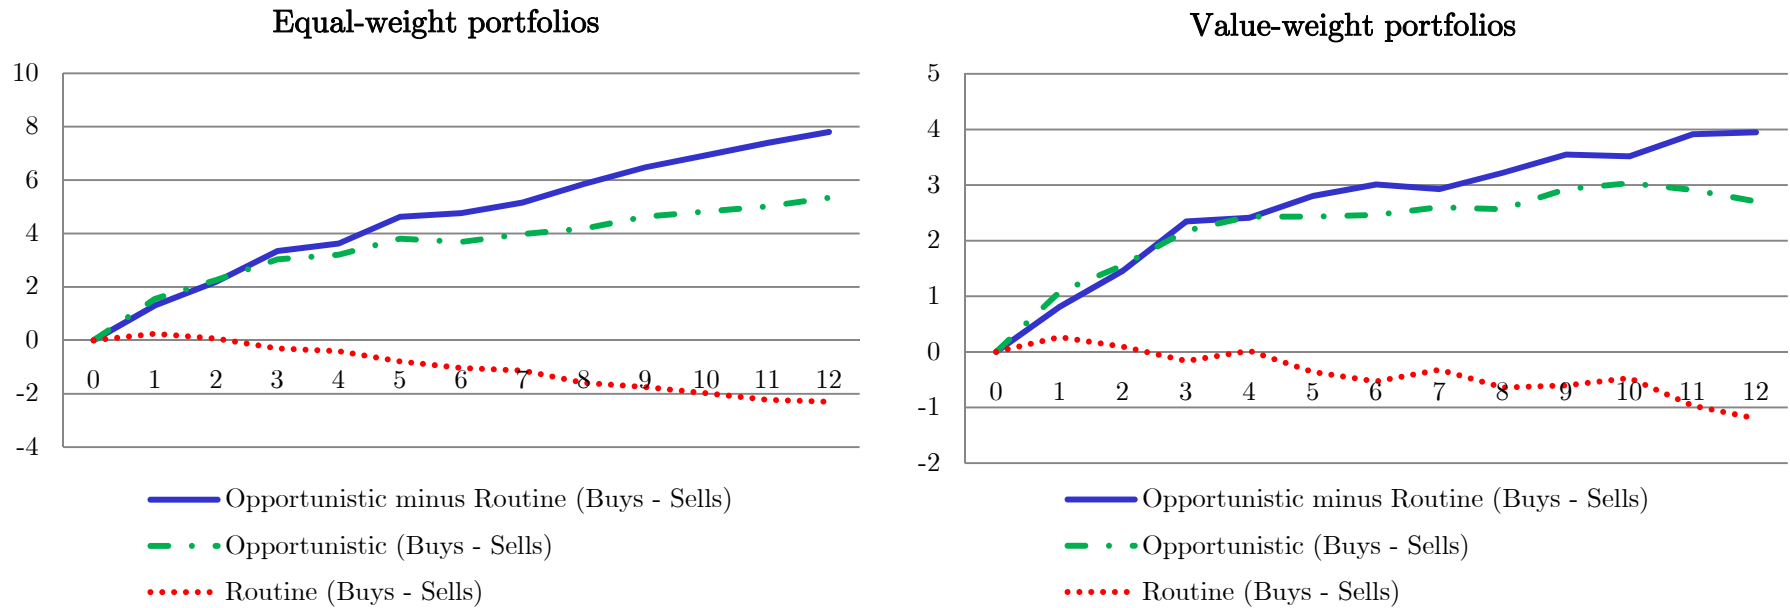 Equal-weight portfolios
10
8
6
4
2
0
-2
-4
0 1 2 3 4 5 6 7 8 9 10 11 12
Opportunistic minus Routine (Buys - Sells)
Opportunistic (Buys - Sells)
Routine (Buys - Sells)
Value-weight portfolios
5
4
3
2
1
0
-1
-2
0 1 2 3 4 5 6 7 8 9 10 11 12
Opportunistic minus Routine (Buys - Sells)
Opportunistic (Buys - Sells)
Routine (Buys - Sells)